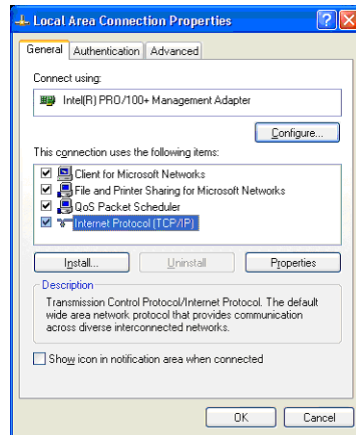 Local Area Connection Properties
General Authentication Advanced
Connect using:
Intel(R) PRO/100+ Management Adapter
Configure...
This connection uses the following items:
Client for Microsoft Networks
File and Printer Sharing for Microsoft Networks
QoS Packet Scheduler
Internet Protocol (TCP/IP)
Install... Uninstall Properties
Description
Transmission Control Protocol/Internet Protocol. The default
wide area network protocol that provides communication
across diverse interconnected networks.
Show icon in notification area when connected
OK Cancel